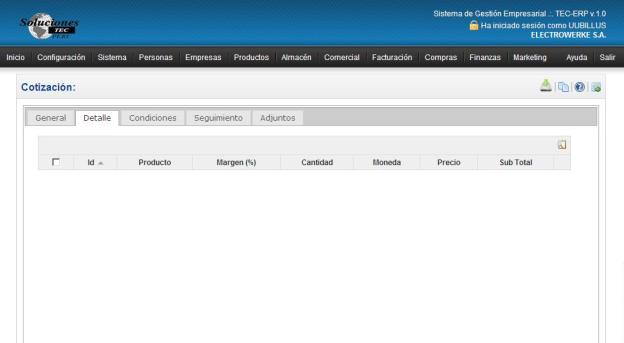 Soluciones
TEC
PERÚ
Sistema de Gestión Empresarial .:. TEC-ERP v.1.0
Ha iniciado sesión como UUBILLUS
ELECTROWERKE S.A.
Inicio Configuración Sistema Personas Empresas Productos Almacén Comercial Facturación Compras Finanzas Marketing Ayuda Salir
Cotización:
General Detalle Condiciones Seguimiento Adjuntos
Id Producto Margen (%) Cantidad Moneda Precio Sub Total